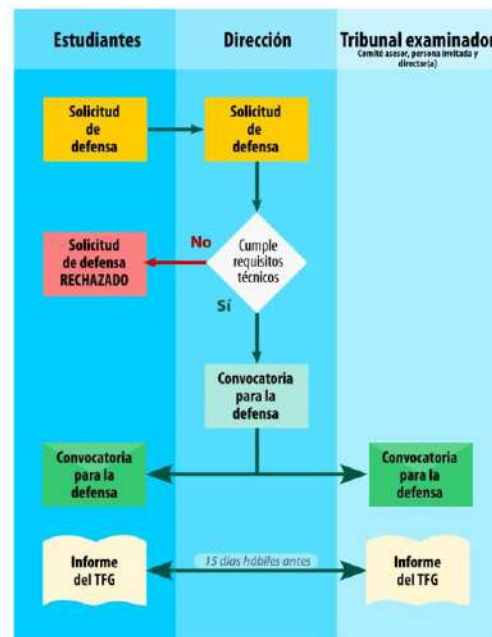 Estudiantes
Dirección
Tribunal examinador
(Comité asesor, persona invitada y
director(a)
Solicitud
de
defensa
Solicitud
de
defensa
Solicitud
de defensa
RECHAZADO
No
Cumple
requisitos
técnicos
Sí
Convocatoria
para la
defensa
Convocatoria
para la
defensa
Convocatoria
para la
defensa
Informe
del TFG
15 días hábiles antes
Informe
del TFG